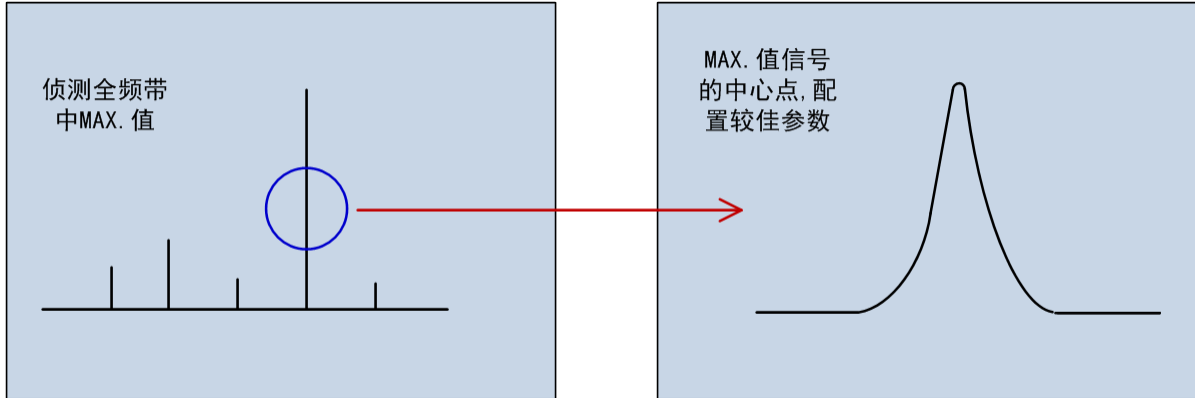 侦测全频带
中MAX.值
MAX.值信号
的中心点,配
置较佳参数